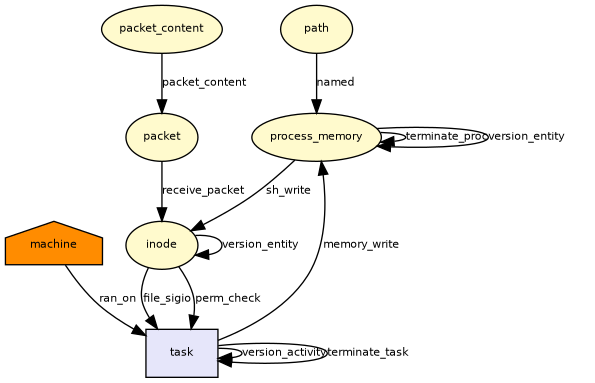 packet_content
path
packet_content
named
packet
process_memory
terminate_proc
version_entity
receive_packet
sh_write
machine
inode
version_entity
memory_write
ran_on
file_sigio
perm_check
task
version_activity
terminate_task